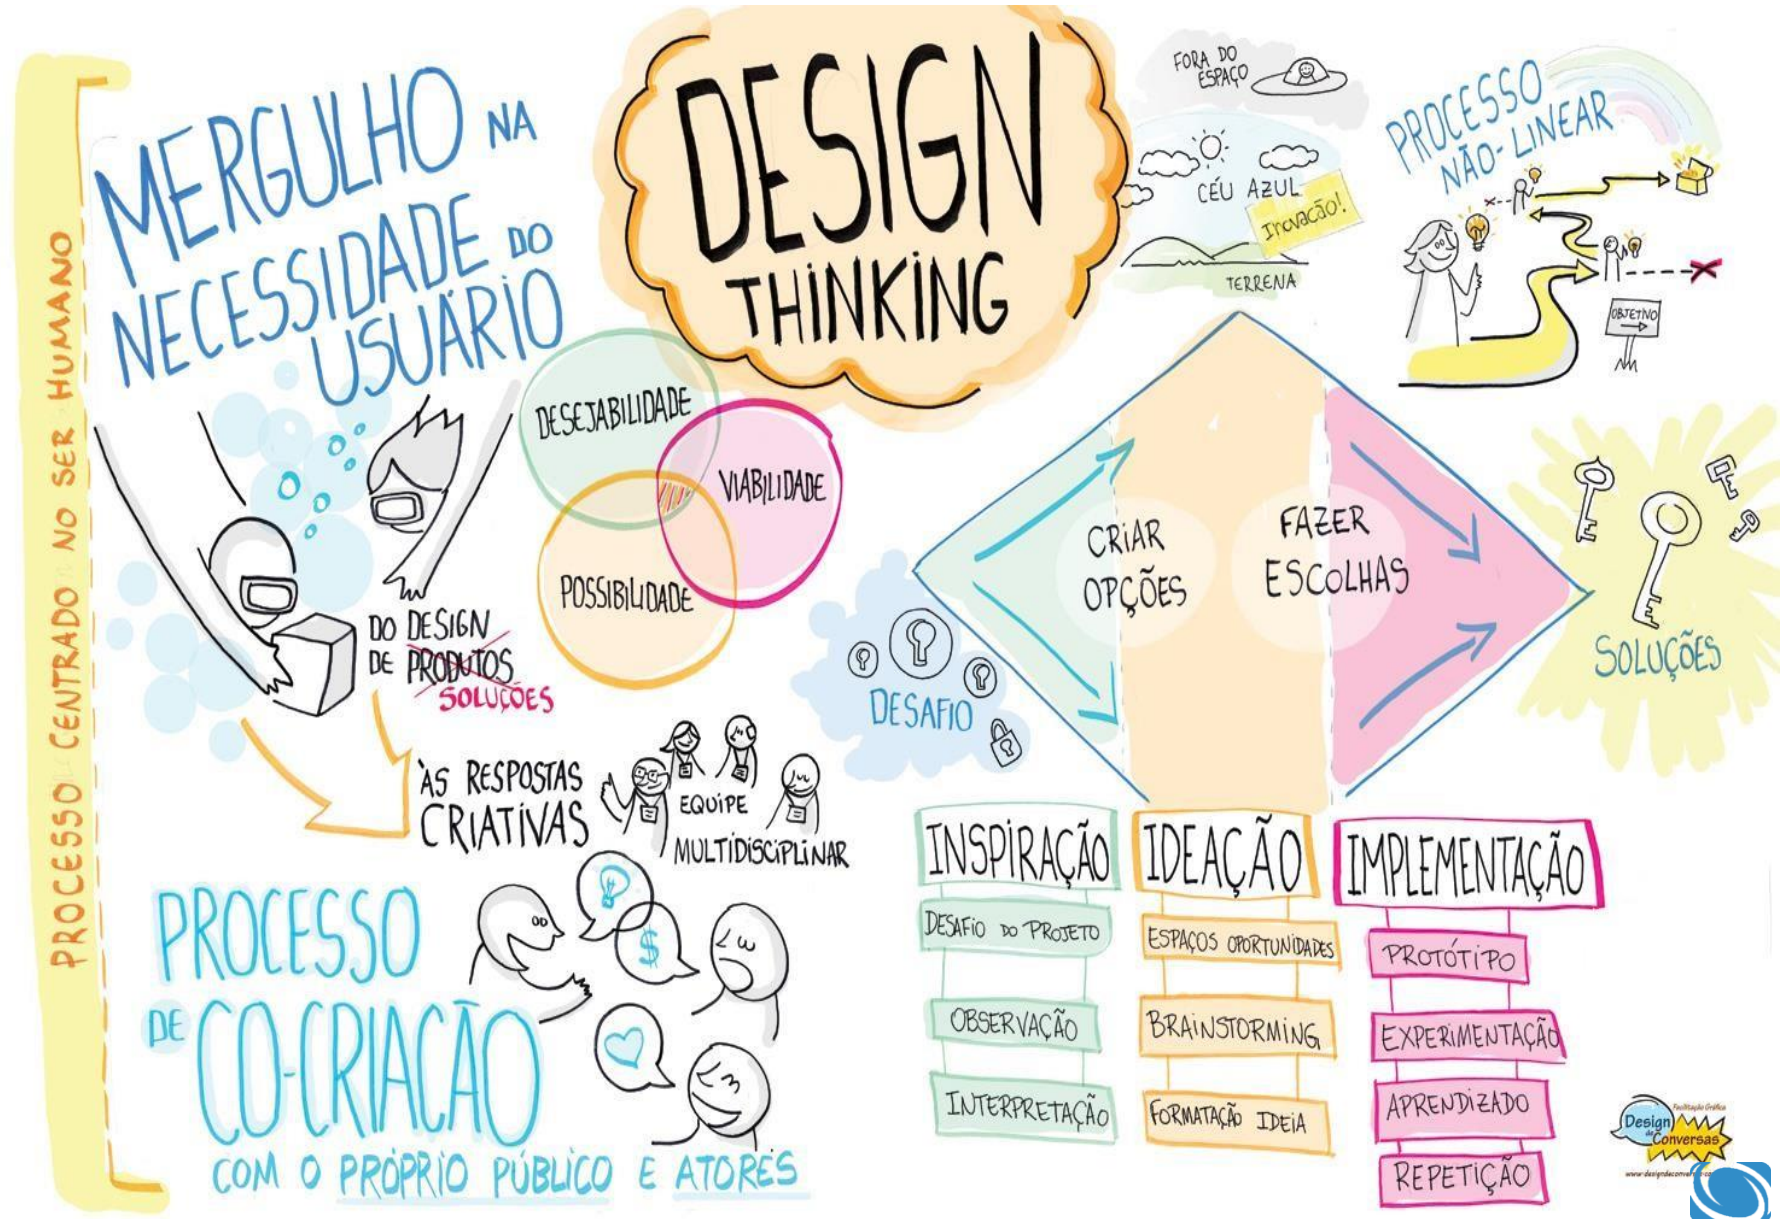 PROCESSO CENTRADO NO SER HUMANO
MERGULHO NA
NECESSIDADE DO
USUÁRIO
DESIGN
THINKING
FORA DO
ESPAÇO
CÉU AZUL
Inovação!
TERRENA
PROCESSO
NÃO-LINEAR
OBJETIVO
DESEJABILIDADE
VIABILIDADE
POSSIBILIDADE
DO DESIGN
DE PRODUTOS
SOLUÇÕES
ÀS RESPOSTAS
CRIATIVAS
EQUIPE
MULTIDISCIPLINAR
PROCESSO
DE CO-CRIAÇÃO
COM O PRÓPRIO PÚBLICO E ATORES
$
DESAFIO
CRIAR
OPÇÕES
FAZER
ESCOLHAS
SOLUÇÕES
INSPIRAÇÃO
DESAFIO DO PROJETO
OBSERVAÇÃO
INTERPRETAÇÃO
IDEAÇÃO
ESPAÇOS OPORTUNIDADES
BRAINSTORMING
FORMATAÇÃO IDEIA
IMPLEMENTAÇÃO
PROTÓTIPO
EXPERIMENTAÇÃO
APRENDIZADO
REPETIÇÃO
Facilitação Gráfica
Design
de
Conversas